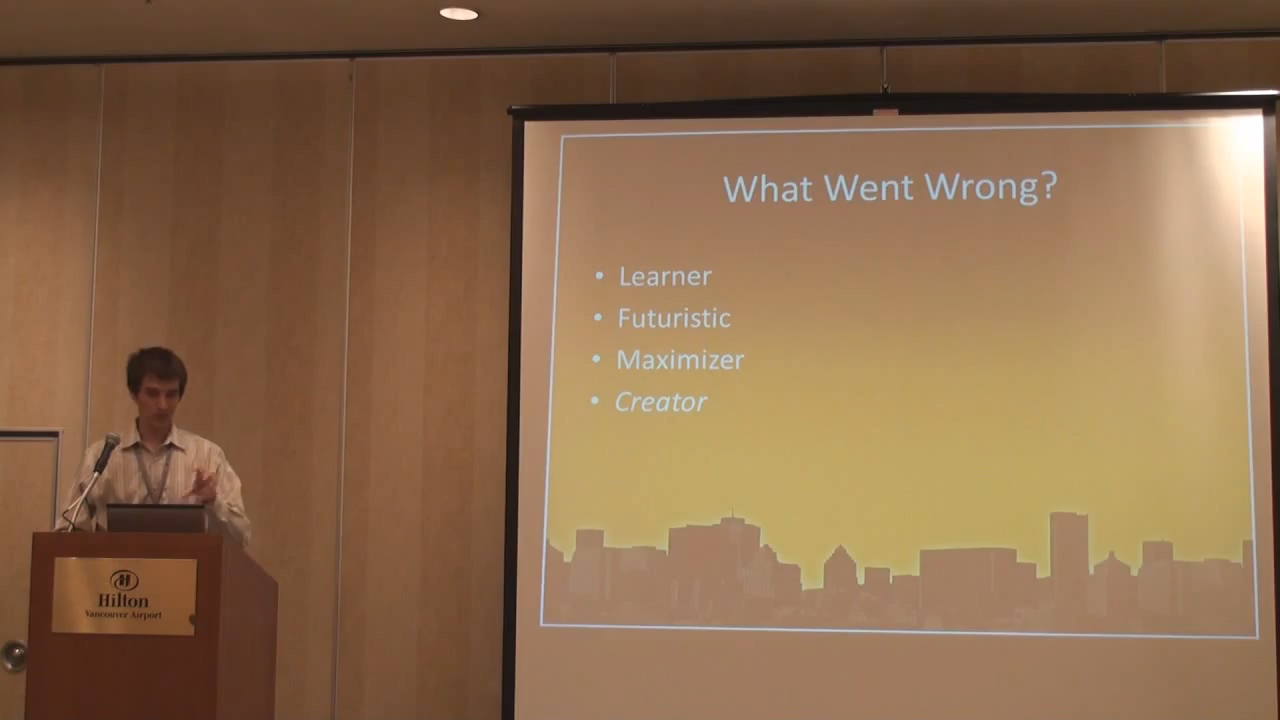 What Went Wrong?
• Learner
• Futuristic
• Maximizer
• Creator
Hilton
Vancouver Airport